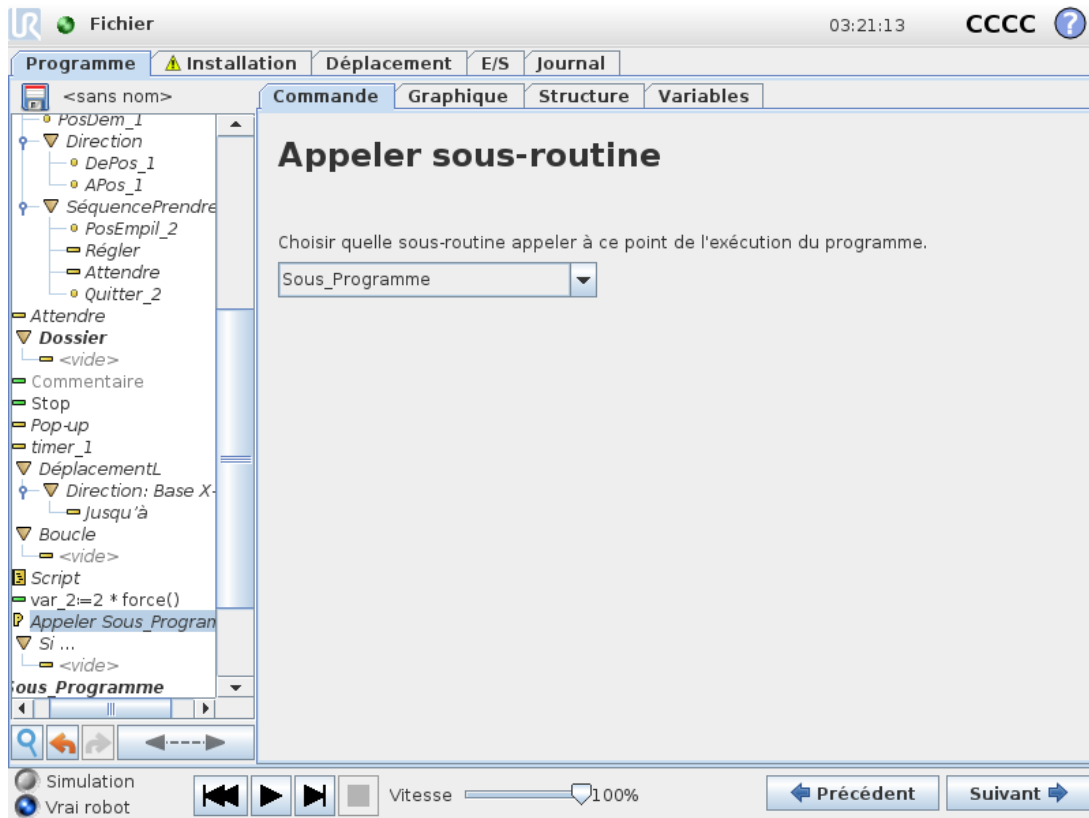 UR Fichier 03:21:13 CCCC ?
Programme Installation Déplacement E/S Journal
<sans nom>
Commande Graphique Structure Variables
PosDem_1
Direction
DePos_1
APos_1
SéquencePrendre
PosEmpil_2
Régler
Attendre
Quitter_2
Attendre
Dossier
<vide>
Commentaire
Stop
Pop-up
timer_1
DéplacementL
Direction: Base X-
Jusqu'à
Boucle
<vide>
Script
var_2:=2 * force()
P Appeler Sous_Program
Si ...
<vide>
Sous_Programme
Appeler sous-routine
Choisir quelle sous-routine appeler à ce point de l'exécution du programme.
Sous_Programme
Simulation
Vrai robot
Vitesse 100%
Précédent Suivant